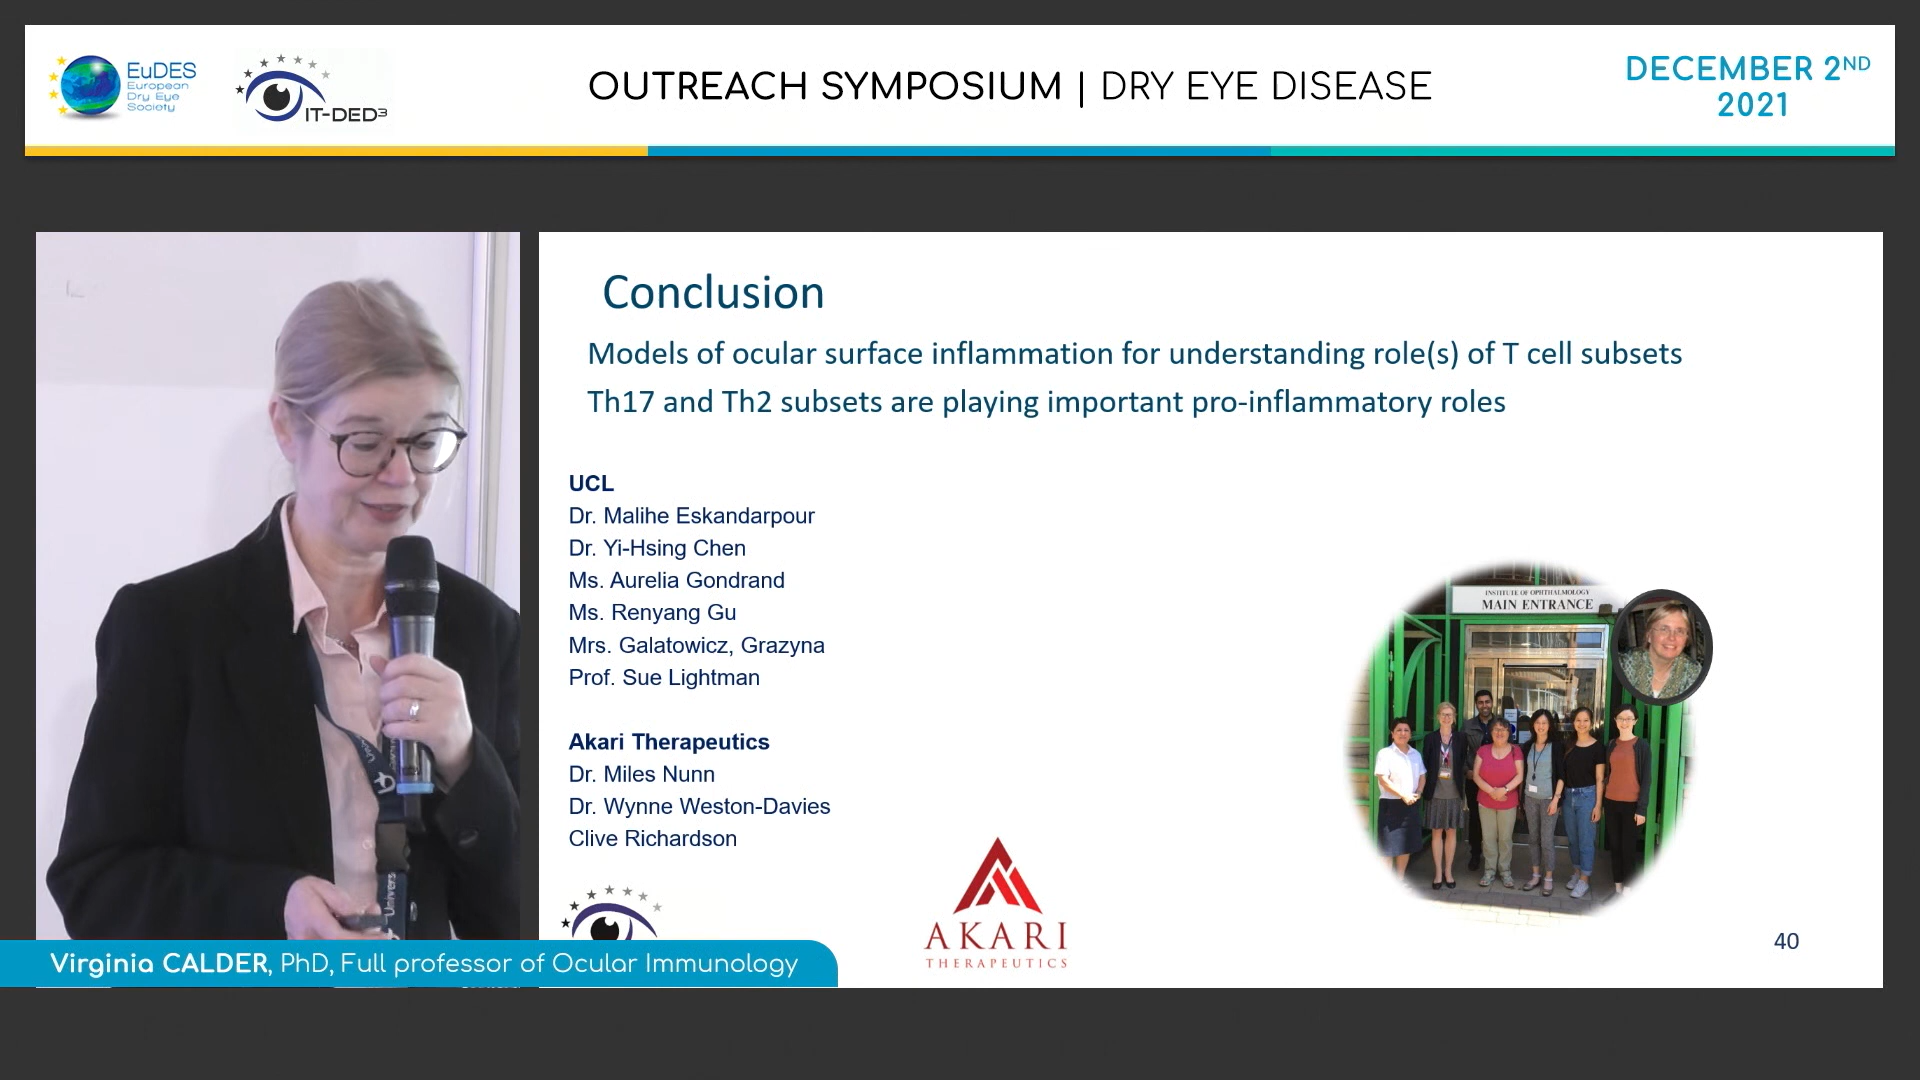 EuDES
European
Dry Eye
Society
IT-DED³
OUTREACH SYMPOSIUM | DRY EYE DISEASE
DECEMBER 2ND
2021
Conclusion
Models of ocular surface inflammation for understanding role(s) of T cell subsets
Th17 and Th2 subsets are playing important pro-inflammatory roles
UCL
Dr. Malihe Eskandarpour
Dr. Yi-Hsing Chen
Ms. Aurelia Gondrand
Ms. Renyang Gu
Mrs. Galatowicz, Grazyna
Prof. Sue Lightman
Akari Therapeutics
Dr. Miles Nunn
Dr. Wynne Weston-Davies
Clive Richardson
INSTITUTE OF OPHTHALMOLOGY
MAIN ENTRANCE
AKARI
THERAPEUTICS
40
Virginia CALDER, PhD, Full professor of Ocular Immunology